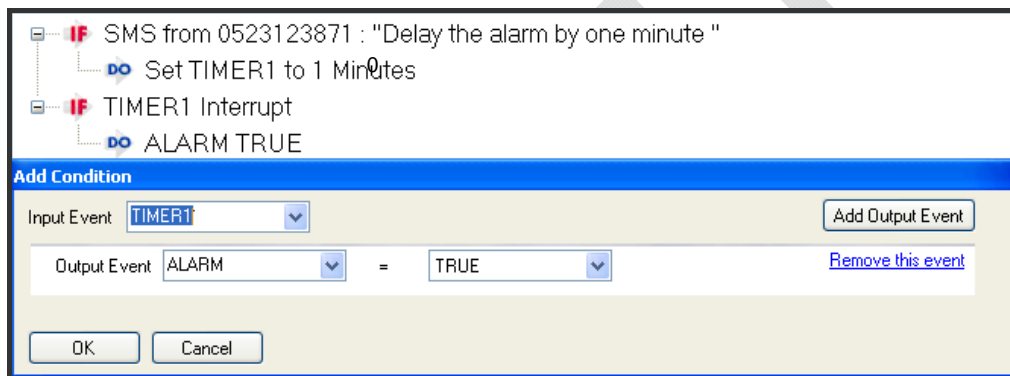 IF SMS from 0523123871 : "Delay the alarm by one minute "
DO Set TIMER1 to 1 Minutes
0
IF TIMER1 Interrupt
DO ALARM TRUE
Add Condition
Input Event TIMER1 Add Output Event
Output Event ALARM = TRUE Remove this event
OK Cancel